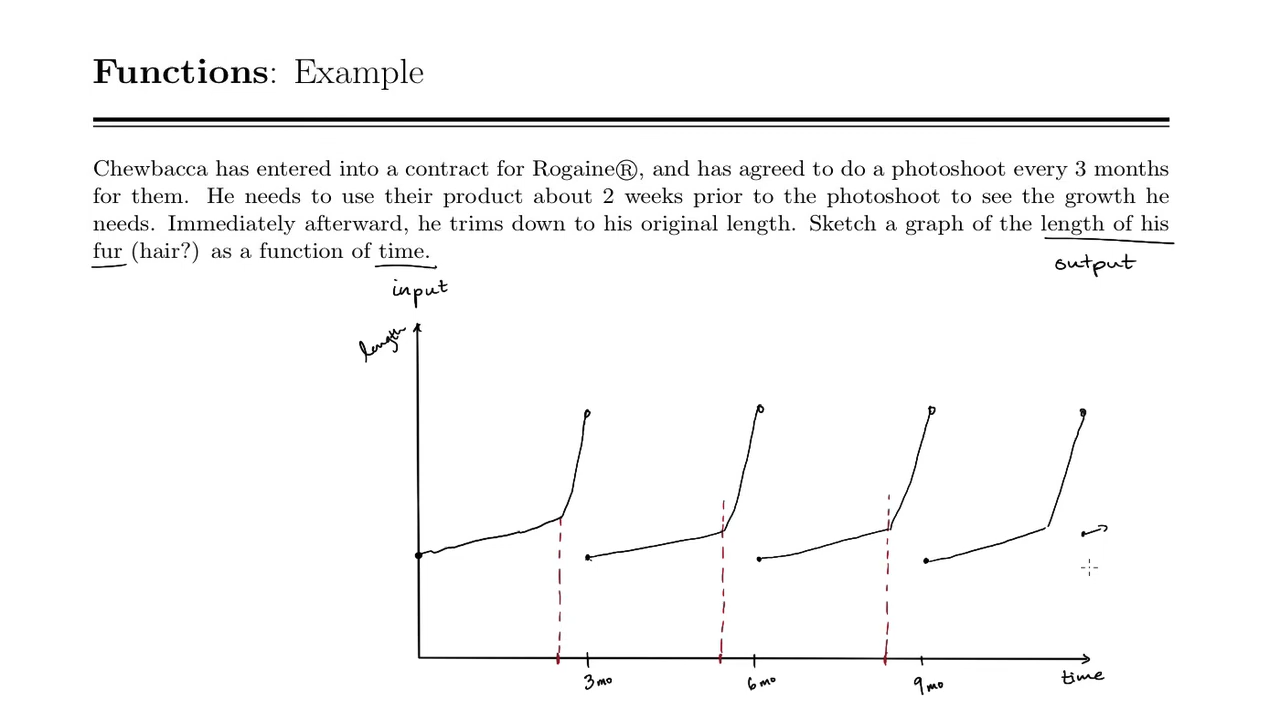 Functions: Example
Chewbacca has entered into a contract for Rogaine®, and has agreed to do a photoshoot every 3 months
for them. He needs to use their product about 2 weeks prior to the photoshoot to see the growth he
needs. Immediately afterward, he trims down to his original length. Sketch a graph of the length of his
fur (hair?) as a function of time.
output
input
length
3mo
6mo
9mo
time